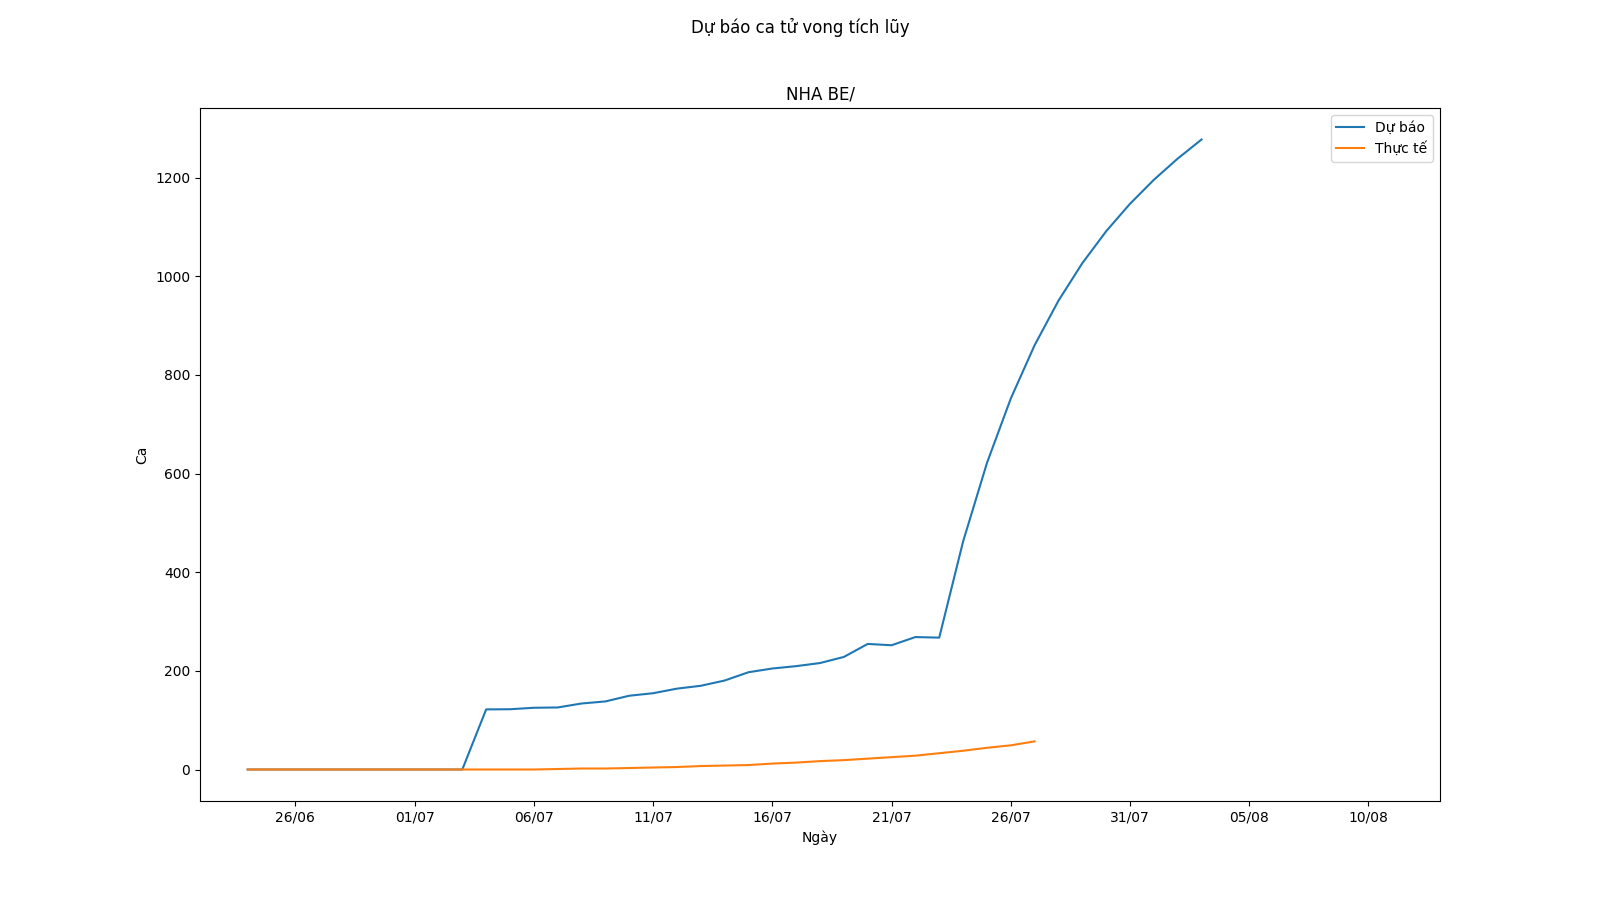 Dự báo ca tử vong tích lũy
NHA BE/
Dự báo
Thực tế
1200
1000
800
600
400
200
0
Ca
26/06 01/07 06/07 11/07 16/07 21/07 26/07 31/07 05/08 10/08
Ngày